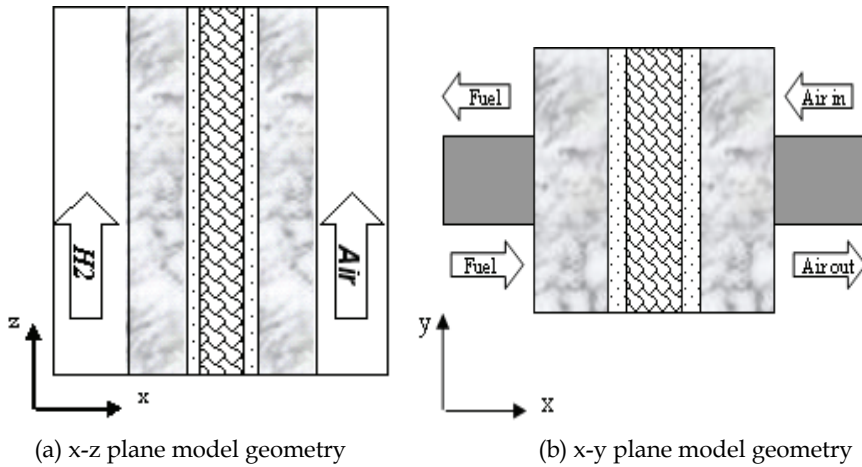 H2
Air
z
x
(a) x-z plane model geometry
Fuel
Air in
Fuel
Air out
y
x
(b) x-y plane model geometry